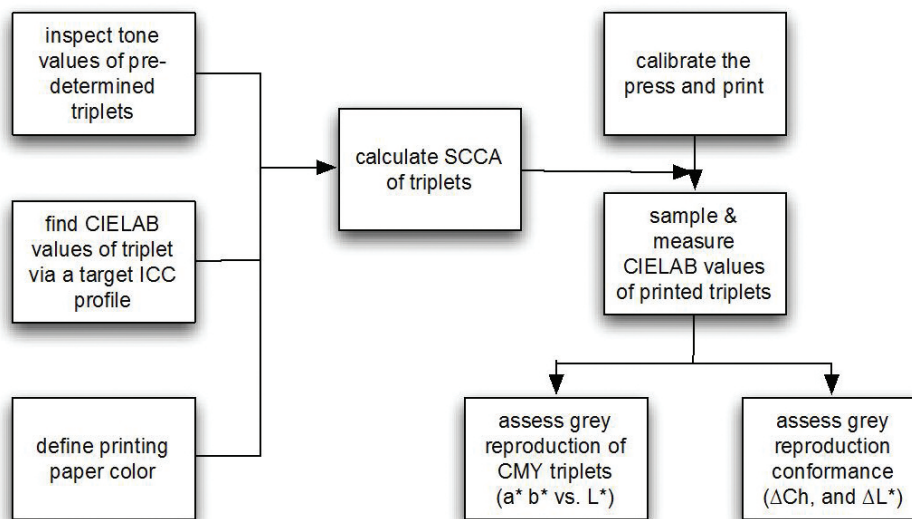 inspect tone
values of pre-
determined
triplets
find CIELAB
values of triplet
via a target ICC
profile
define printing
paper color
calculate SCCA
of triplets
calibrate the
press and print
sample &
measure
CIELAB values
of printed triplets
assess grey
reproduction of
CMY triplets
(a* b* vs. L*)
assess grey
reproduction
conformance
(ΔCh, and ΔL*)